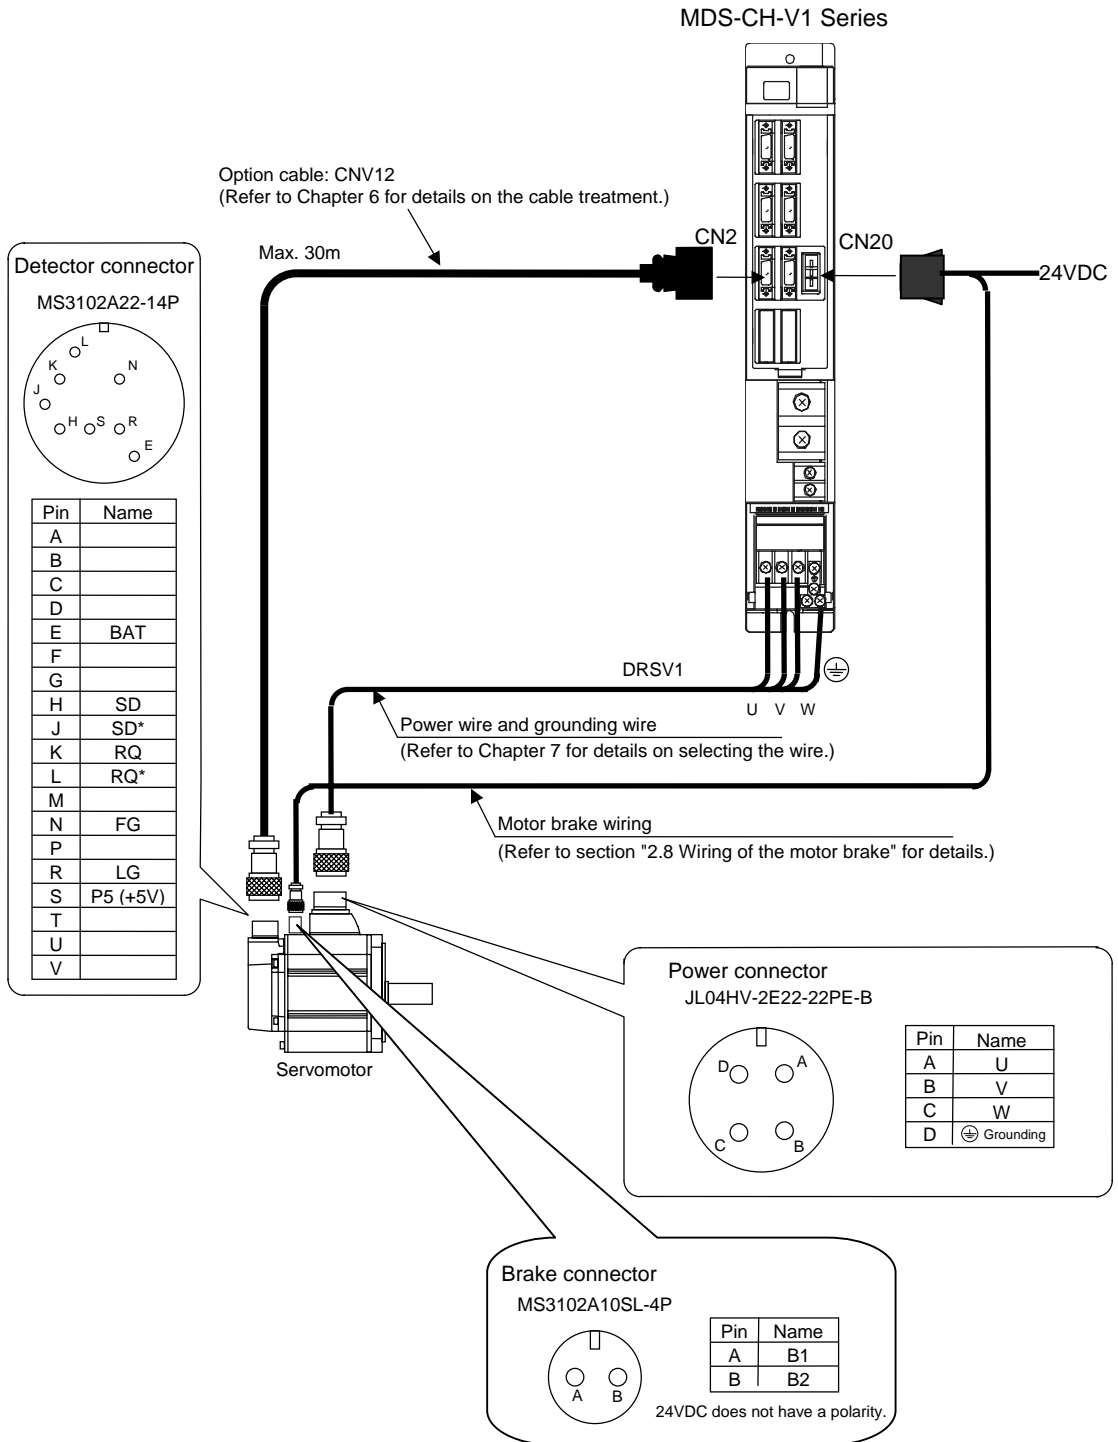 MDS-CH-V1 Series
Option cable: CNV12
(Refer to Chapter 6 for details on the cable treatment.)
CN2
CN20
Max. 30m
24VDC
Detector connector
MS3102A22-14P
L
K
N
J
H
S
R
E
Pin Name
A
B
C
D
E BAT
F
G
H SD
J SD*
K RQ
L RQ*
M
N FG
P
R LG
S P5 (+5V)
T
U
V
DRSV1
U V W
Power wire and grounding wire
(Refer to Chapter 7 for details on selecting the wire.)
Motor brake wiring
(Refer to section "2.8 Wiring of the motor brake" for details.)
Servomotor
Power connector
JL04HV-2E22-22PE-B
D
A
C
B
Pin Name
A U
B V
C W
D Grounding
Brake connector
MS3102A10SL-4P
A B
Pin Name
A B1
B B2
24VDC does not have a polarity.